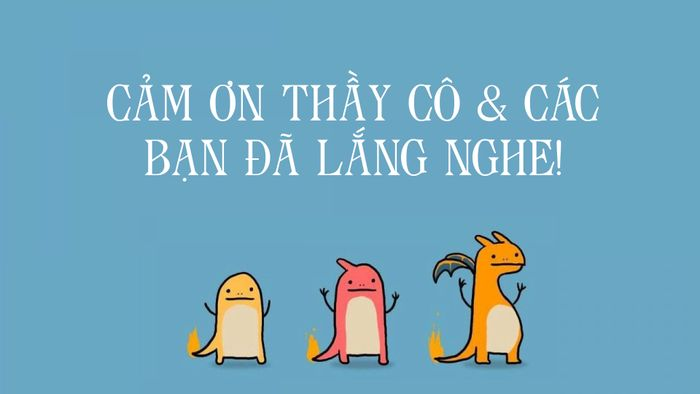 CẢM ƠN THẦY CÔ & CÁC
BẠN ĐÃ LẮNG NGHE!